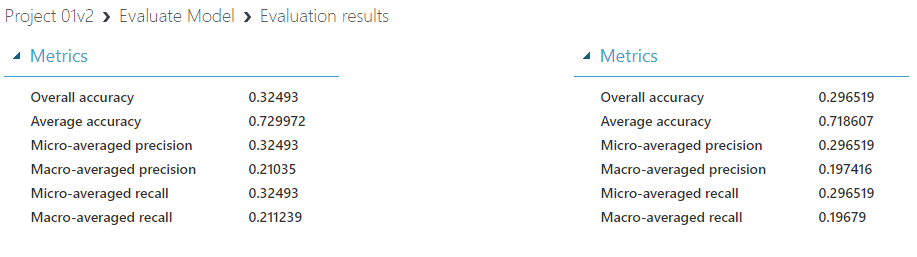 Project 01v2 › Evaluate Model › Evaluation results
Metrics
Overall accuracy 0.32493
Average accuracy 0.729972
Micro-averaged precision 0.32493
Macro-averaged precision 0.21035
Micro-averaged recall 0.32493
Macro-averaged recall 0.211239
Metrics
Overall accuracy 0.296519
Average accuracy 0.718607
Micro-averaged precision 0.296519
Macro-averaged precision 0.197416
Micro-averaged recall 0.296519
Macro-averaged recall 0.19679